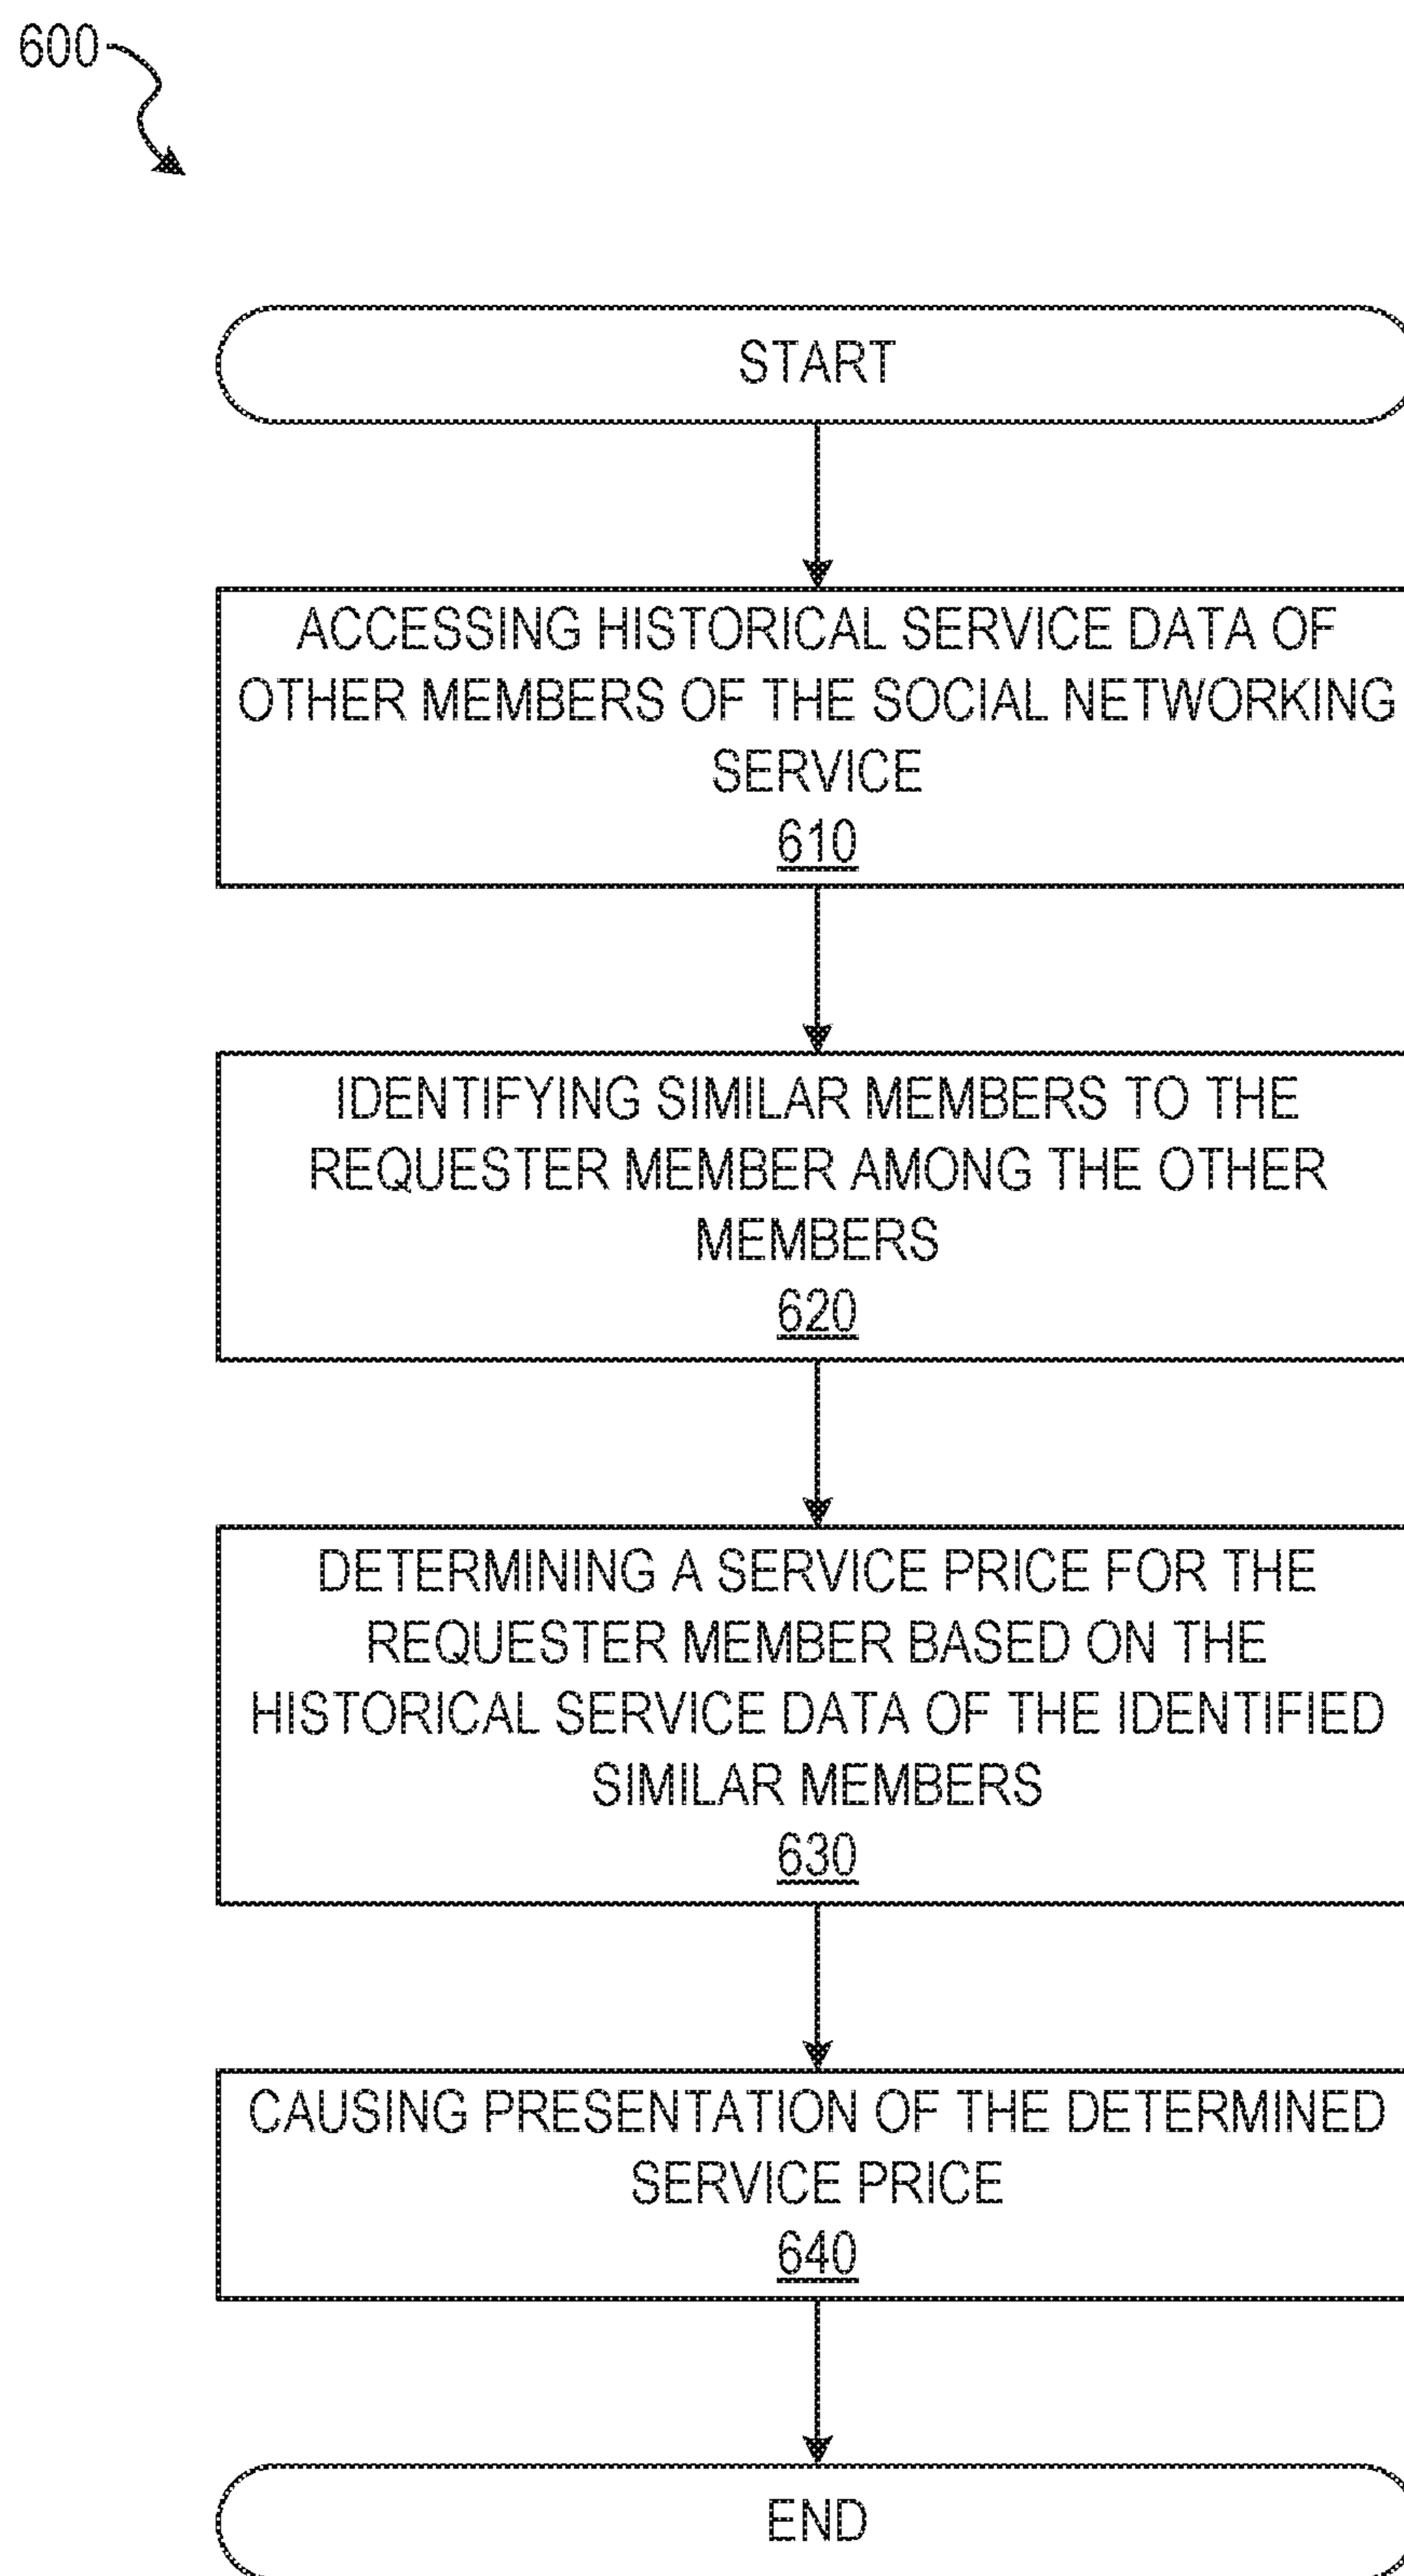 600
START
ACCESSING HISTORICAL SERVICE DATA OF
OTHER MEMBERS OF THE SOCIAL NETWORKING
SERVICE
610
IDENTIFYING SIMILAR MEMBERS TO THE
REQUESTER MEMBER AMONG THE OTHER
MEMBERS
620
DETERMINING A SERVICE PRICE FOR THE
REQUESTER MEMBER BASED ON THE
HISTORICAL SERVICE DATA OF THE IDENTIFIED
SIMILAR MEMBERS
630
CAUSING PRESENTATION OF THE DETERMINED
SERVICE PRICE
640
END